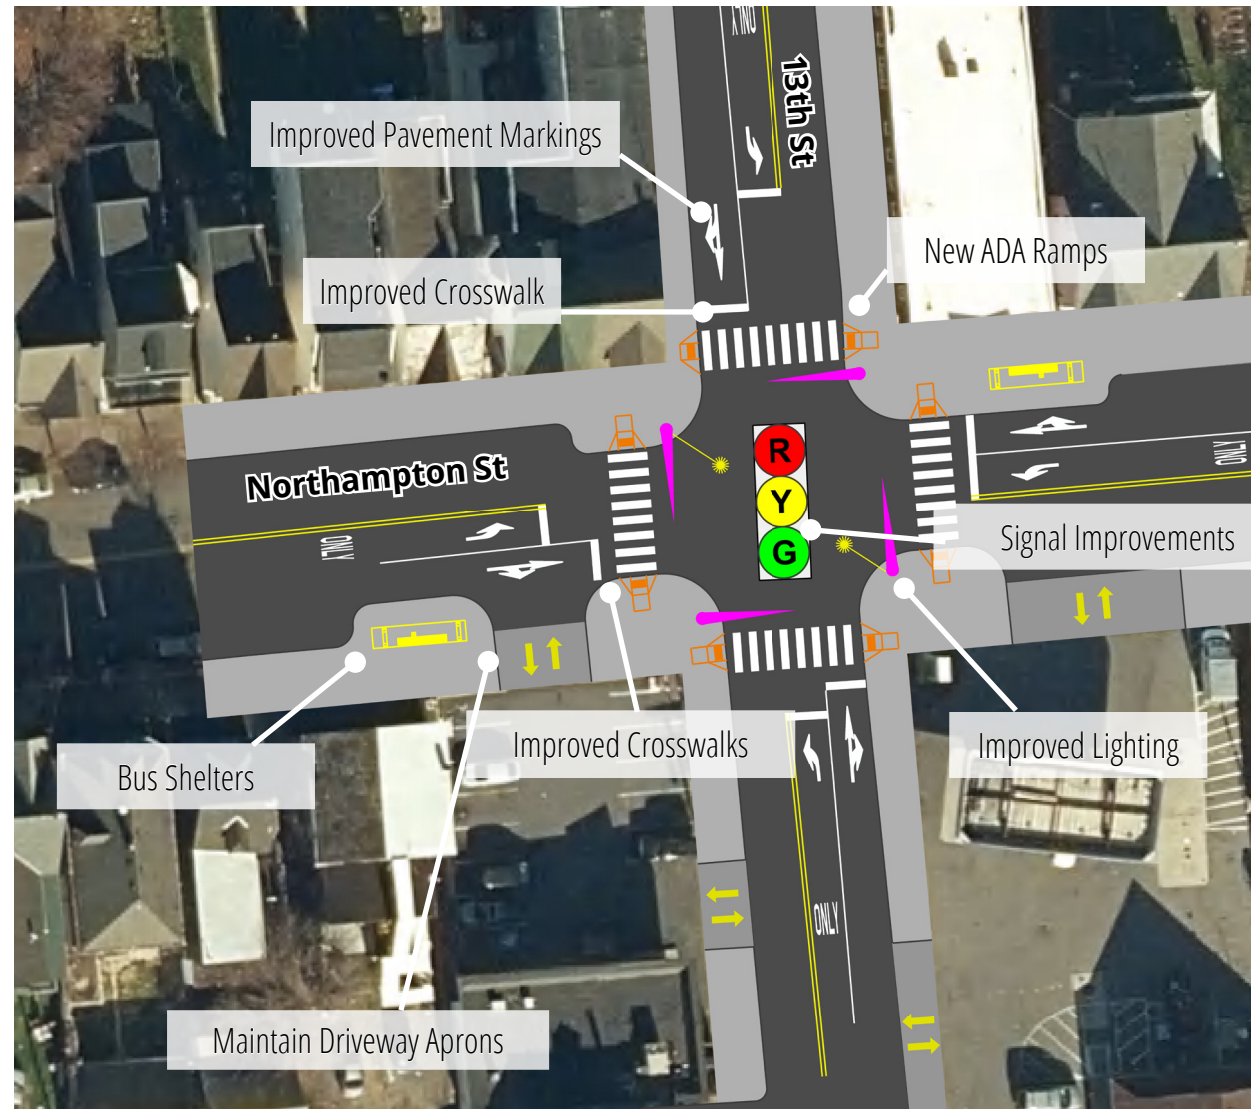 ONLY
13th St
Improved Pavement Markings
New ADA Ramps
Improved Crosswalk
R
Northampton St
ONLY
Y
ONLY
Signal Improvements
G
Improved Crosswalks
Improved Lighting
Bus Shelters
ONLY
Maintain Driveway Aprons